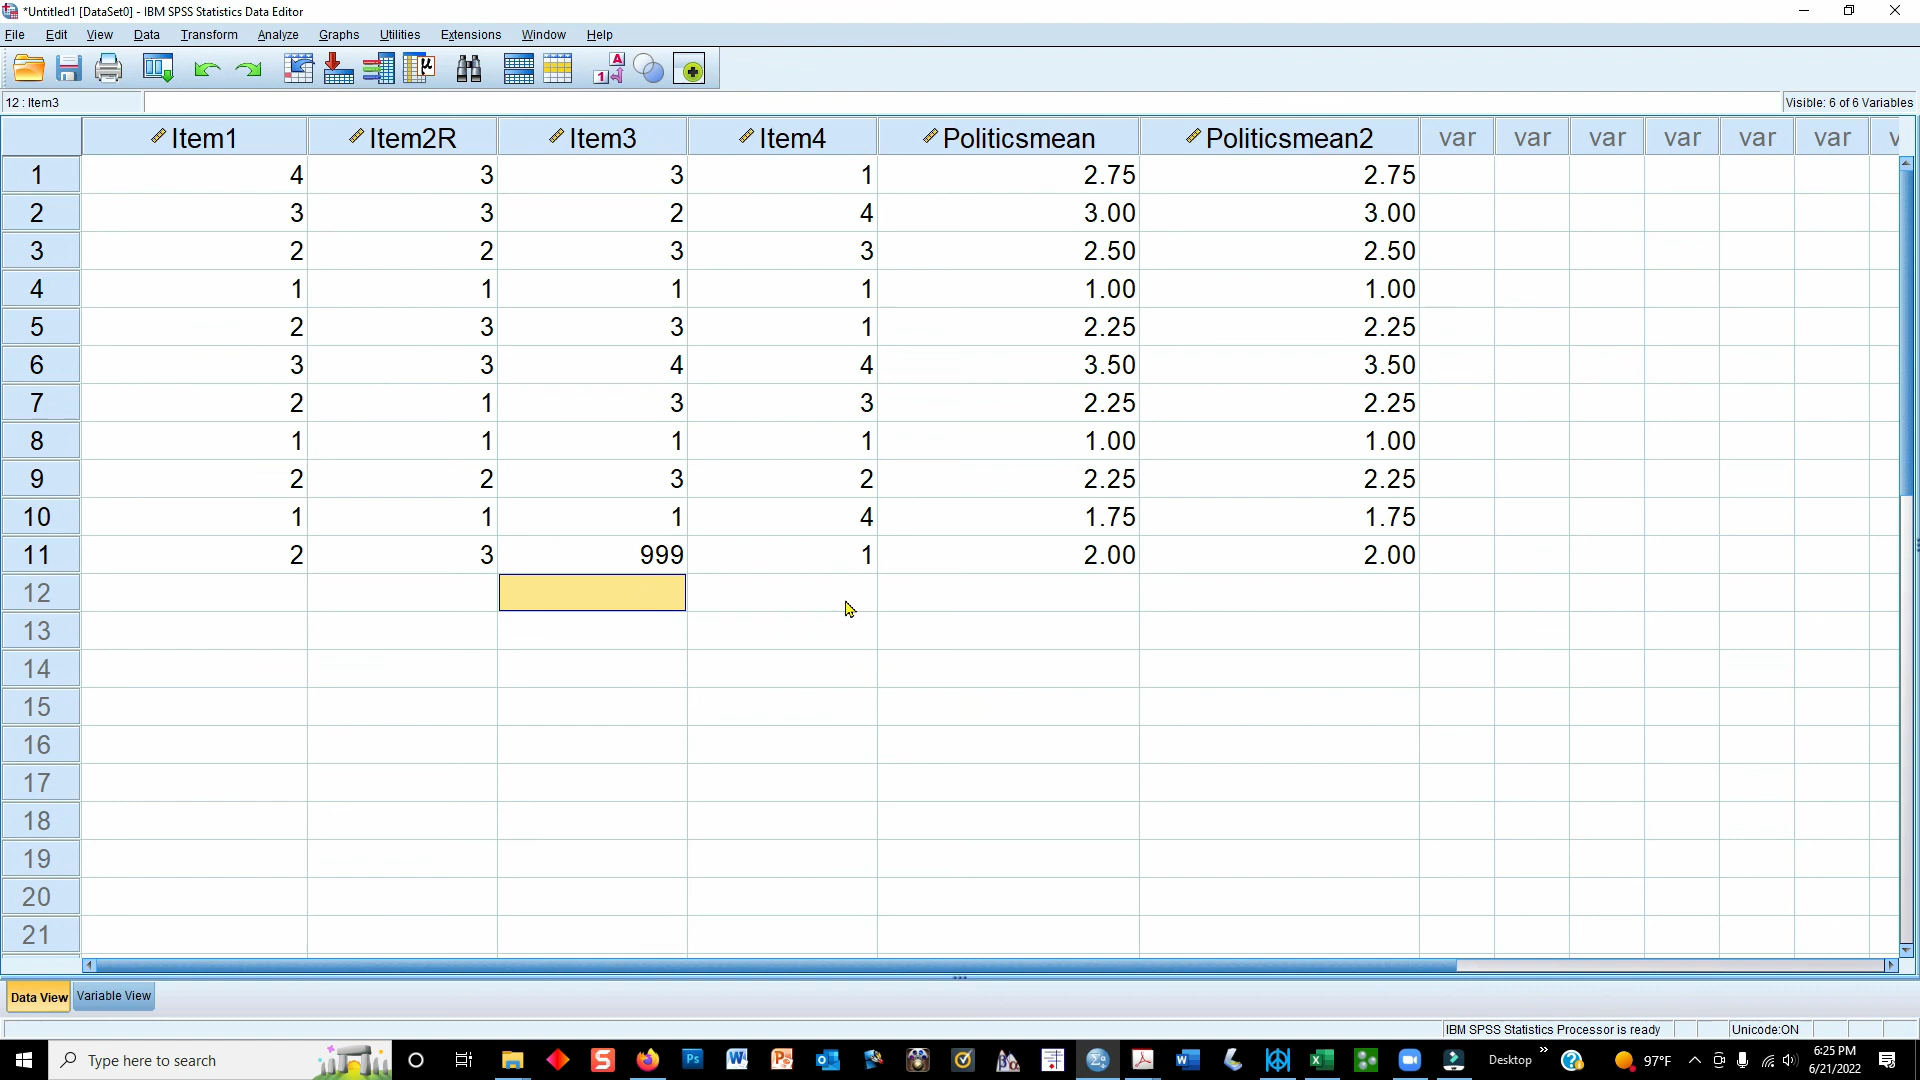 *Untitled1 [DataSet0] - IBM SPSS Statistics Data Editor
File Edit View Data Transform Analyze Graphs Utilities Extensions Window Help
12 : Item3 Visible: 6 of 6 Variables
Item1 Item2R Item3 Item4 Politicsmean Politicsmean2 var var var var var var
1 4 3 3 1 2.75 2.75
2 3 3 2 4 3.00 3.00
3 2 2 3 3 2.50 2.50
4 1 1 1 1 1.00 1.00
5 2 3 3 1 2.25 2.25
6 3 3 4 4 3.50 3.50
7 2 1 3 3 2.25 2.25
8 1 1 1 1 1.00 1.00
9 2 2 3 2 2.25 2.25
10 1 1 1 4 1.75 1.75
11 2 3 999 1 2.00 2.00
12
13
14
15
16
17
18
19
20
21
Data View Variable View
IBM SPSS Statistics Processor is ready Unicode:ON
Type here to search Desktop 97°F 6:25 PM
6/21/2022